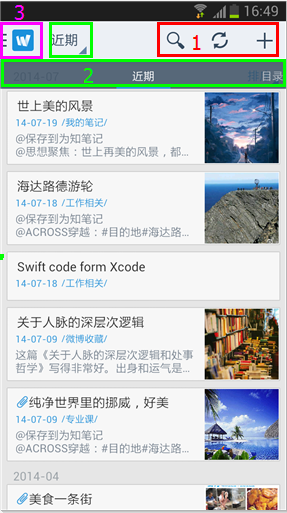 16:49
3
近期
1
2014-07
2
近期
目录
世上美的风景
14-07-19 /我的笔记/
@保存到为知笔记
@思想聚焦：世上再美的风景，都...
海达路德游轮
14-07-18 /工作相关/
@保存到为知笔记
@ACROSS穿越：#目的地#海达路...
Swift code form Xcode
14-07-18 /工作相关/
关于人脉的深层次逻辑
14-07-09 /微博收藏/
这篇《关于人脉的深层次逻辑和处事
哲学》写得非常好。出身和运气是...
纯净世界里的挪威，好美
14-07-09 /专业课/
@保存到为知笔记
@ACROSS穿越：#目的地#海达路...
2014-04
美食一条街